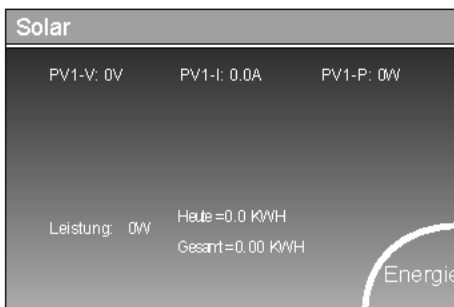 Solar
PV1-V: 0V PV1-I: 0.0A PV1-P: 0W
Heute=0.0 KWH
Leistung: 0W
Gesamt=0.00 KWH
Energie